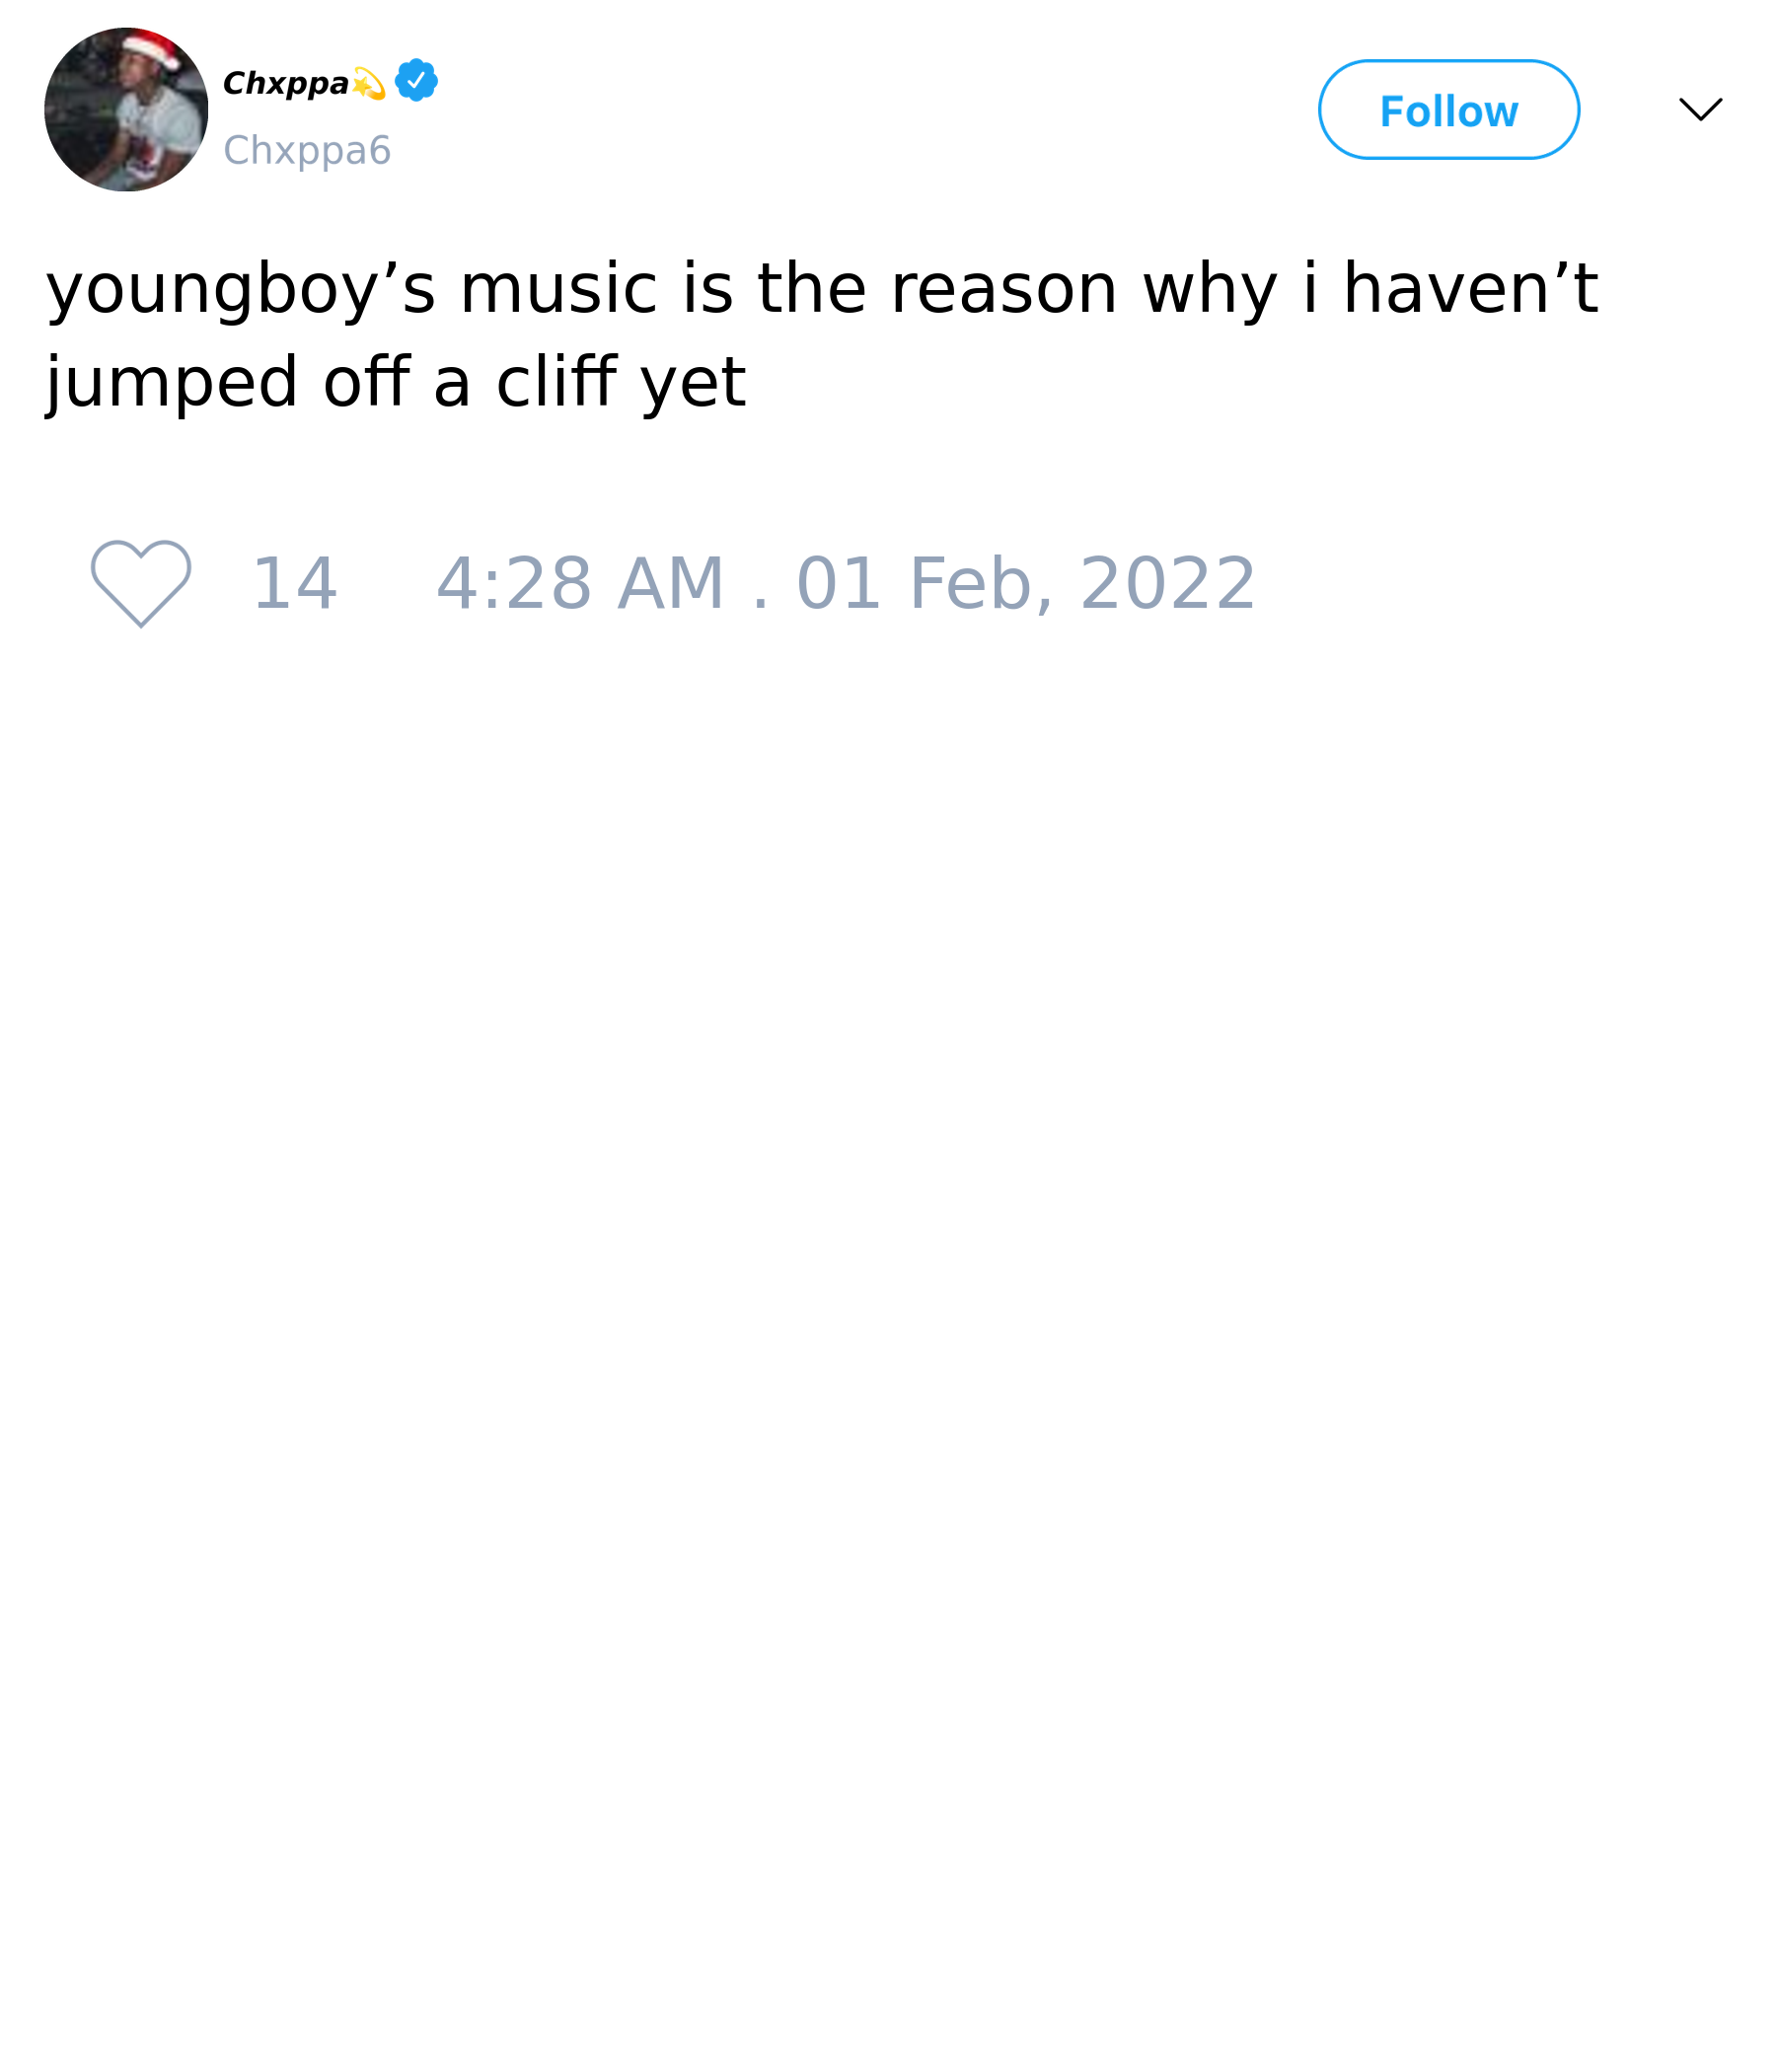 Chxppa💫
Chxppa6
Follow
youngboy’s music is the reason why i haven’t
jumped off a cliff yet
14 4:28 AM . 01 Feb, 2022